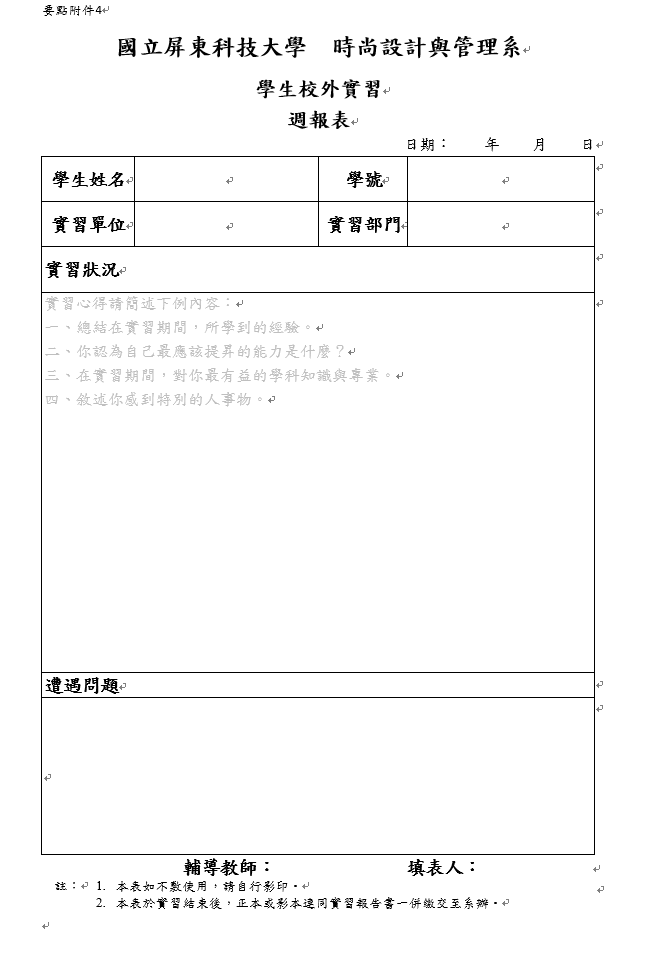 要點附件4
國立屏東科技大學　時尚設計與管理系
學生校外實習
週報表
日期：　　年　　月　　日
學生姓名　學號
實習單位　實習部門
實習狀況
實習心得請簡述下例內容：
一、總結在實習期間，所學到的經驗。
二、你認為自己最應該提昇的能力是什麼？
三、在實習期間，對你最有益的學科知識與專業。
四、敘述你感到特別的人事物。
遭遇問題
輔導教師：　填表人：
註：1. 本表如不敷使用，請自行影印。
2. 本表於實習結束後，正本或影本連同實習報告書一併繳交至系辦。